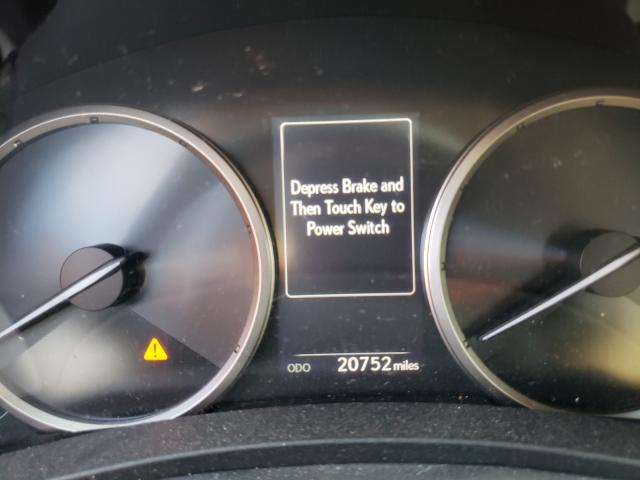 Depress Brake and
Then Touch Key to
Power Switch
ODO 20752 miles